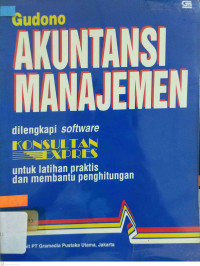 Gudono
AKUNTANSI
MANAJEMEN
dilengkapi software
KONSULTAN
EXPRES
untuk latihan praktis
dan membantu penghitungan
PT Gramedia Pustaka Utama, Jakarta